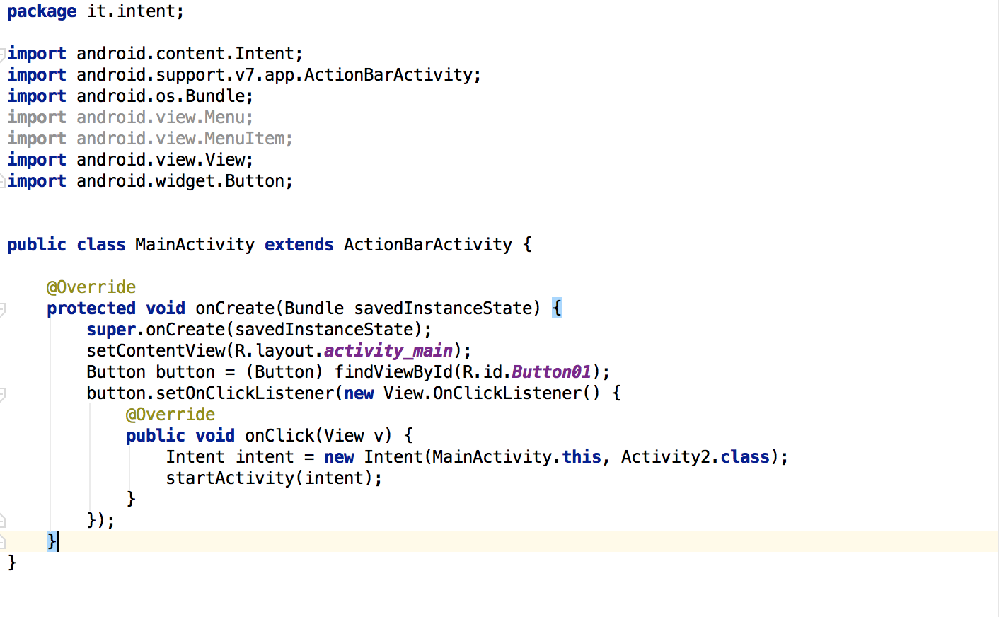 package it.intent;
import android.content.Intent;
import android.support.v7.app.ActionBarActivity;
import android.os.Bundle;
import android.view.Menu;
import android.view.MenuItem;
import android.view.View;
import android.widget.Button;
public class MainActivity extends ActionBarActivity {
@Override
protected void onCreate(Bundle savedInstanceState) {
super.onCreate(savedInstanceState);
setContentView(R.layout.activity_main);
Button button = (Button) findViewById(R.id.Button01);
button.setOnClickListener(new View.OnClickListener() {
@Override
public void onClick(View v) {
Intent intent = new Intent(MainActivity.this, Activity2.class);
startActivity(intent);
}
});
}
}